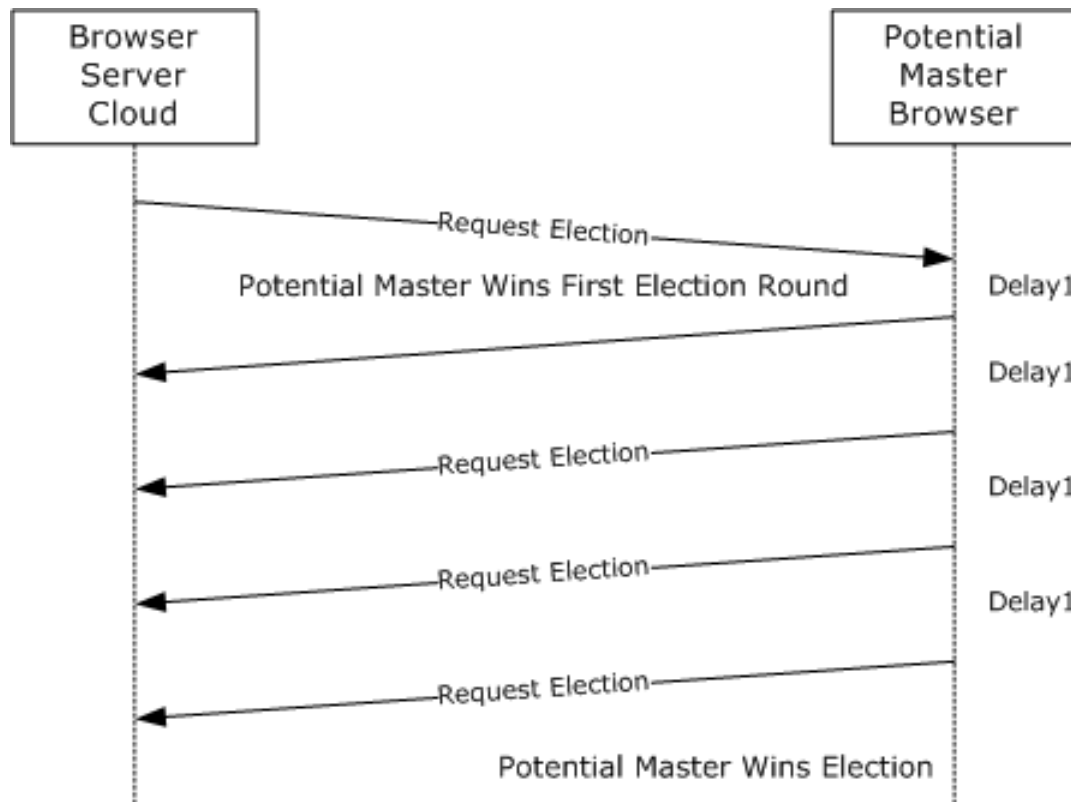 Browser
Server
Cloud
Potential
Master
Browser
Request Election
Potential Master Wins First Election Round
Delay1
Delay1
Request Election
Delay1
Request Election
Delay1
Request Election
Potential Master Wins Election